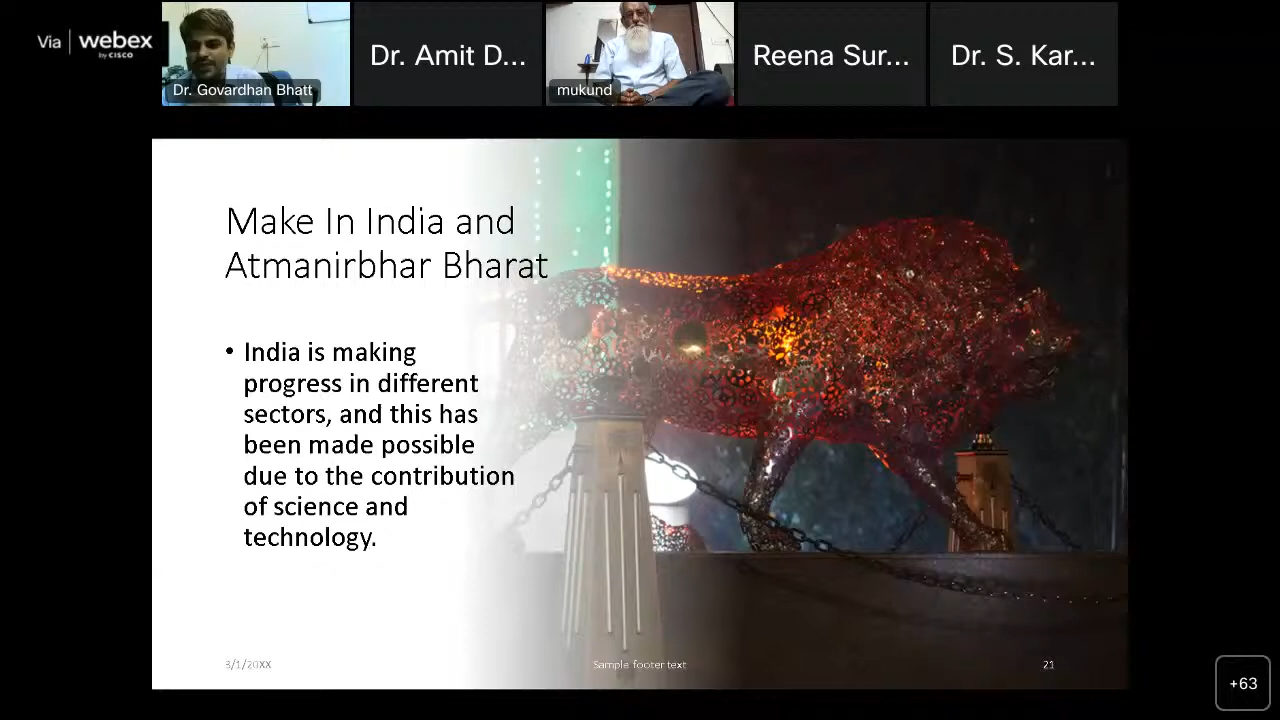 Via | webex
by CISCO
Dr. Govardhan Bhatt
Dr. Amit D...
mukund
Reena Sur...
Dr. S. Kar...
Make In India and
Atmanirbhar Bharat
• India is making
progress in different
sectors, and this has
been made possible
due to the contribution
of science and
technology.
3/1/20XX
Sample footer text
21
+63